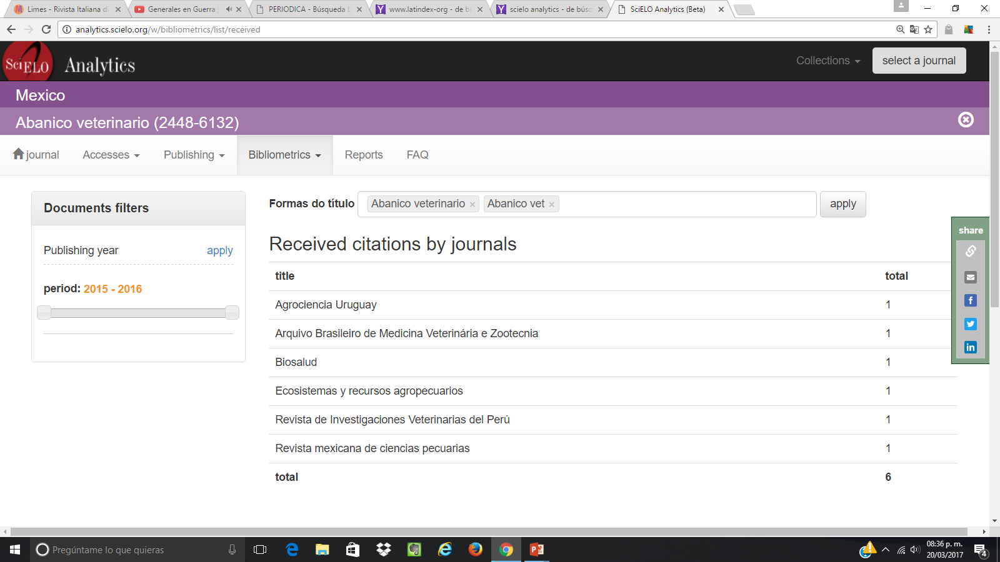 Limes - Rivista Italiana di
Generales en Guerra
PERIODICA - Búsqueda b
www.latindex-org - de bu
scielo analytics - de búsq
SciELO Analytics (Beta)
analytics.scielo.org/w/bibliometrics/list/received
SciELO Analytics
Collections
select a journal
Mexico
Abanico veterinario (2448-6132)
journal Accesses Publishing Bibliometrics Reports FAQ
Documents filters
Publishing year apply
period: 2015 - 2016
Formas do título Abanico veterinario × Abanico vet × apply
Received citations by journals
title total
Agrociencia Uruguay 1
Arquivo Brasileiro de Medicina Veterinária e Zootecnia 1
Biosalud 1
Ecosistemas y recursos agropecuarios 1
Revista de Investigaciones Veterinarias del Perú 1
Revista mexicana de ciencias pecuarias 1
total 6
share
Pregúntame lo que quieras
08:36 p. m.
20/03/2017
4